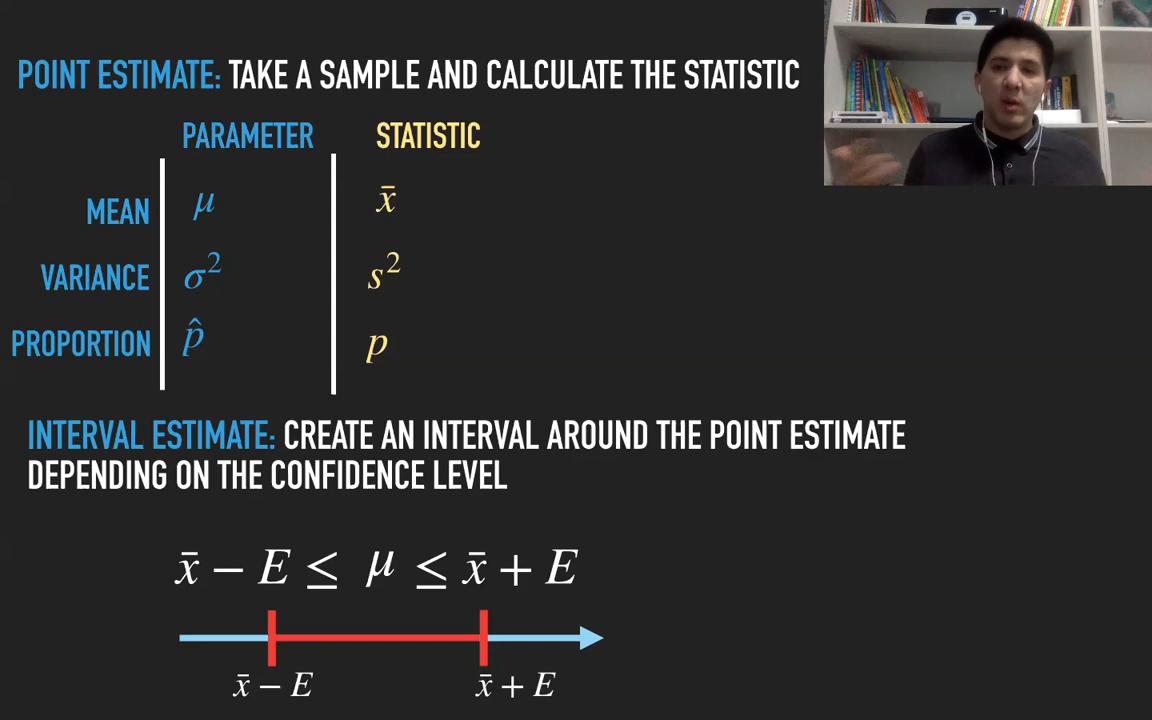 POINT ESTIMATE: TAKE A SAMPLE AND CALCULATE THE STATISTIC
PARAMETER STATISTIC
MEAN μ x̄
VARIANCE σ² s²
PROPORTION p̂ p
INTERVAL ESTIMATE: CREATE AN INTERVAL AROUND THE POINT ESTIMATE
DEPENDING ON THE CONFIDENCE LEVEL
x̄ − E ≤ μ ≤ x̄ + E
x̄ − E x̄ + E